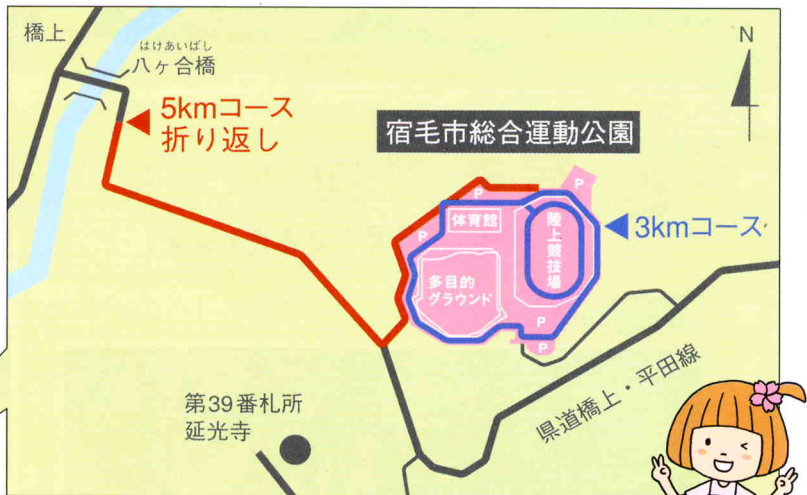 橋上
はけあいばし
八ヶ合橋
5kmコース
折り返し
N
宿毛市総合運動公園
P
P
P
体育館
陸上競技場
3kmコース
多目的
グラウンド
P
P
県道橋上・平田線
第39番札所
延光寺